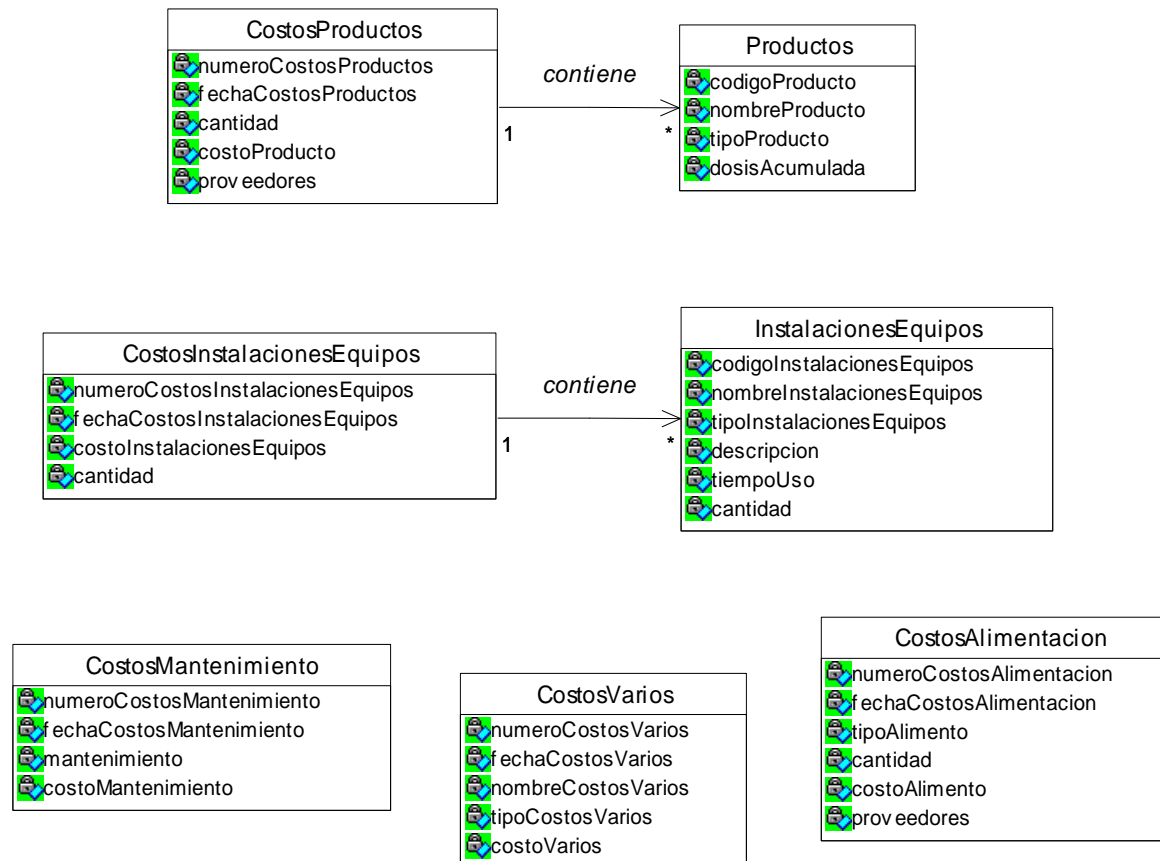 CostosProductos
numeroCostosProductos
fechaCostosProductos
cantidad
costoProducto
proveedores
contiene
1
*
Productos
codigoProducto
nombreProducto
tipoProducto
dosisAcumulada
CostosInstalacionesEquipos
numeroCostosInstalacionesEquipos
fechaCostosInstalacionesEquipos
costoInstalacionesEquipos
cantidad
contiene
1
*
InstalacionesEquipos
codigoInstalacionesEquipos
nombreInstalacionesEquipos
tipoInstalacionesEquipos
descripcion
tiempoUso
cantidad
CostosMantenimiento
numeroCostosMantenimiento
fechaCostosMantenimiento
mantenimiento
costoMantenimiento
CostosVarios
numeroCostosVarios
fechaCostosVarios
nombreCostosVarios
tipoCostosVarios
costoVarios
CostosAlimentacion
numeroCostosAlimentacion
fechaCostosAlimentacion
tipoAlimento
cantidad
costoAlimento
proveedores